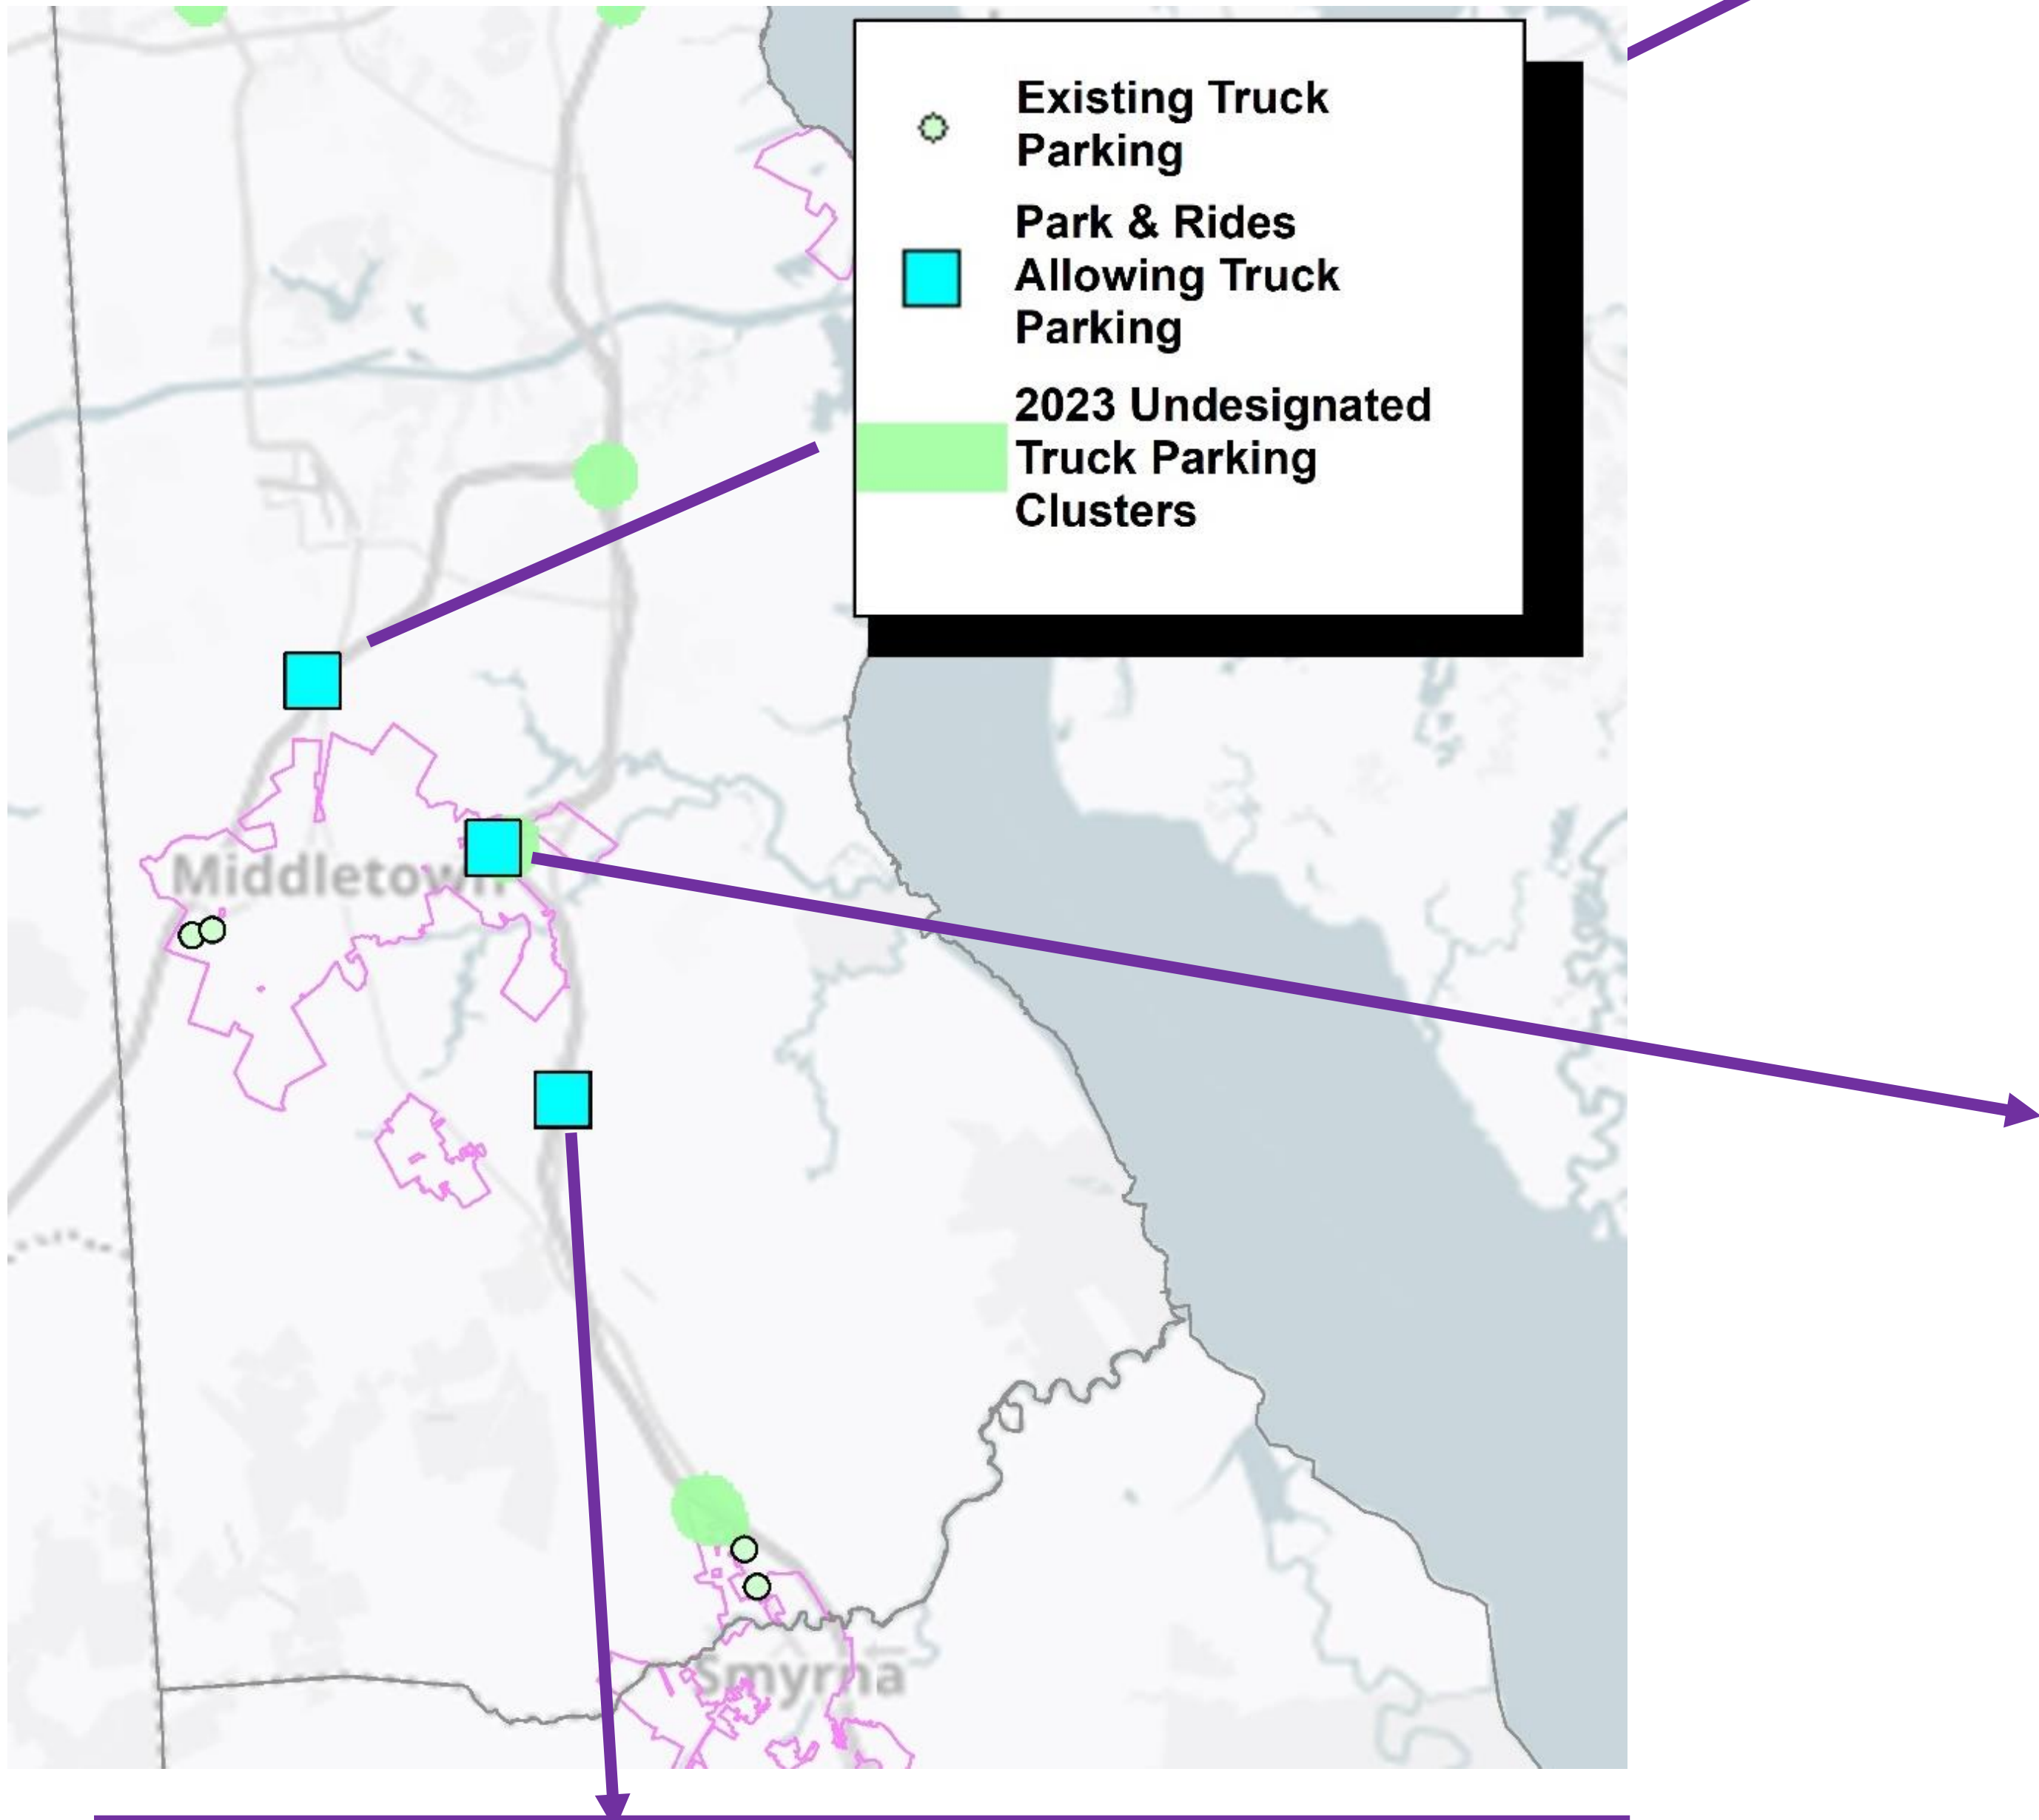 Existing Truck
Parking
Park & Rides
Allowing Truck
Parking
2023 Undesignated
Truck Parking
Clusters
Middletown
Smyrna